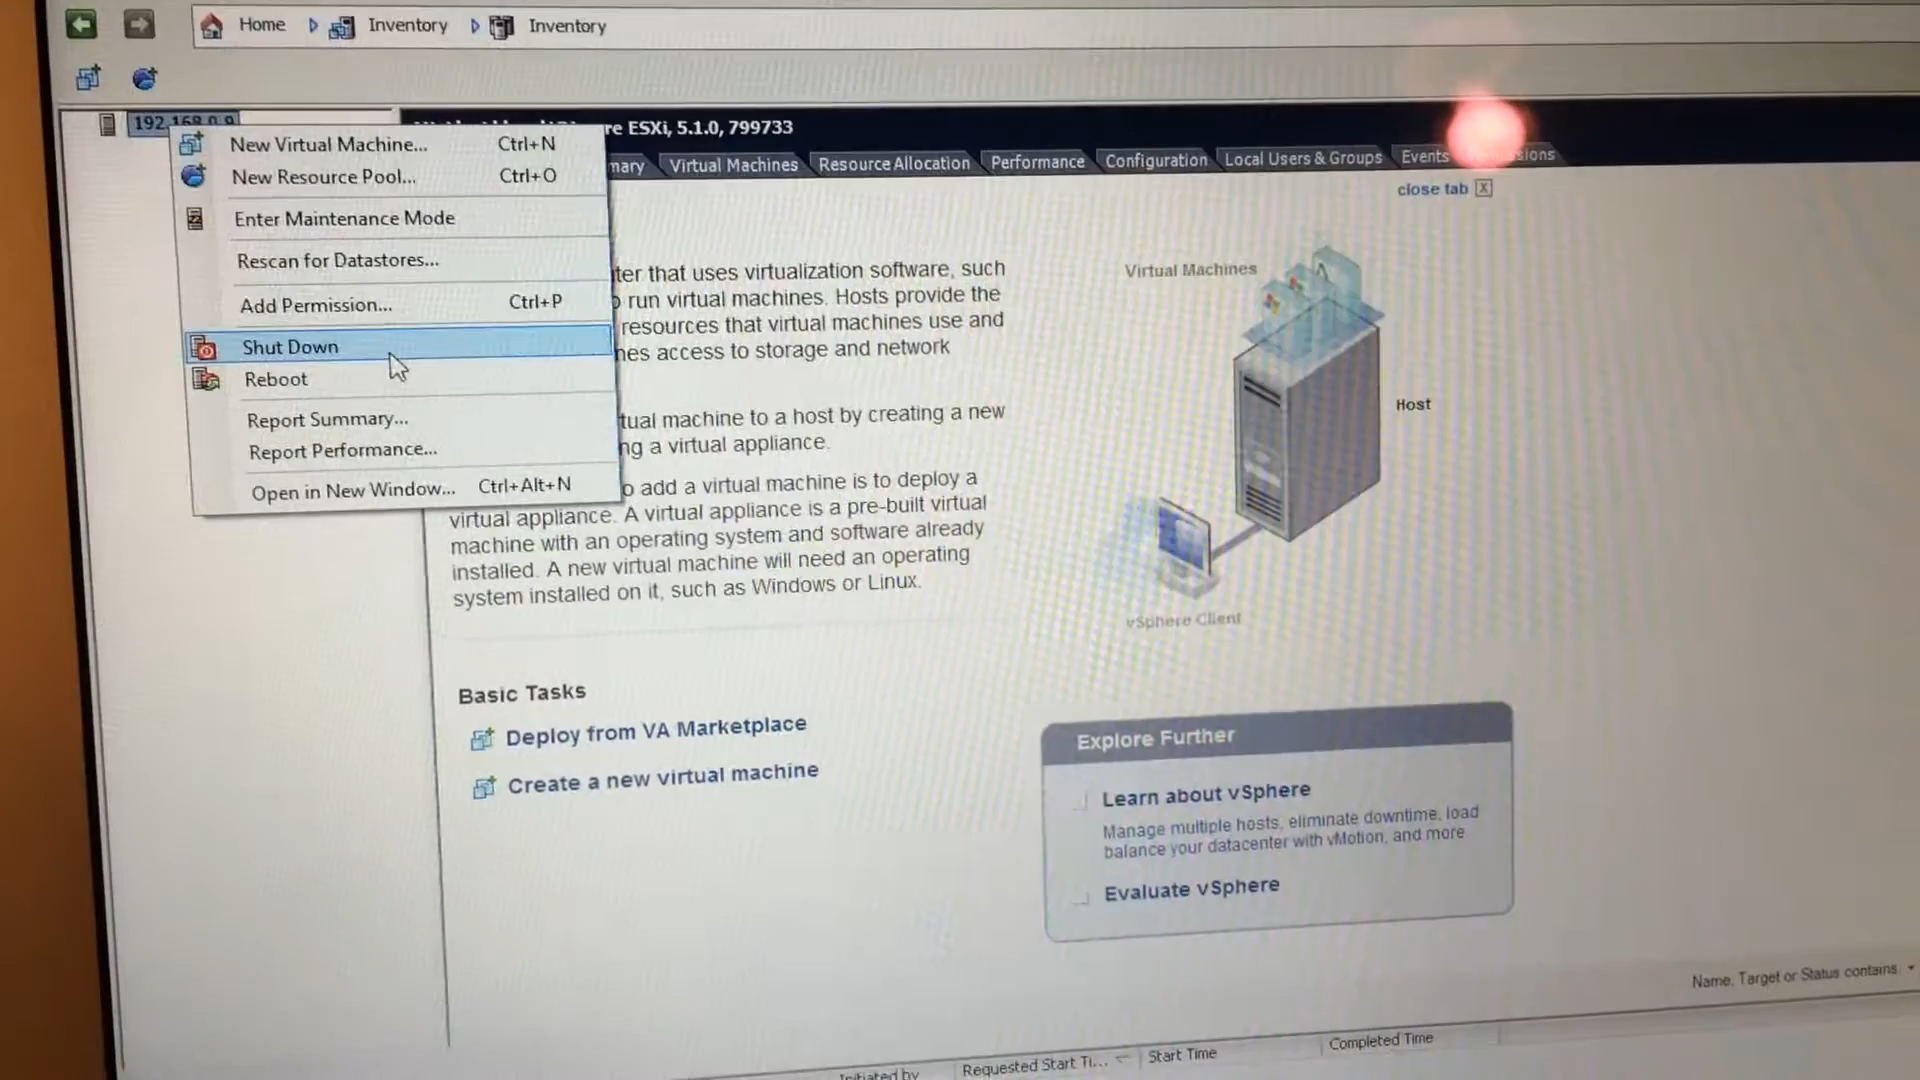 Home Inventory Inventory
192.168.0.9
re ESXi, 5.1.0, 799733
mary Virtual Machines Resource Allocation Performance Configuration Local Users & Groups Events
close tab X
New Virtual Machine... Ctrl+N
New Resource Pool... Ctrl+O
Enter Maintenance Mode
Rescan for Datastores...
Add Permission... Ctrl+P
Shut Down
Reboot
Report Summary...
Report Performance...
Open in New Window... Ctrl+Alt+N
ter that uses virtualization software, such
o run virtual machines. Hosts provide the
resources that virtual machines use and
nes access to storage and network
tual machine to a host by creating a new
ng a virtual appliance.
o add a virtual machine is to deploy a
virtual appliance. A virtual appliance is a pre-built virtual
machine with an operating system and software already
installed. A new virtual machine will need an operating
system installed on it, such as Windows or Linux.
Virtual Machines
Host
vSphere Client
Basic Tasks
Deploy from VA Marketplace
Create a new virtual machine
Explore Further
Learn about vSphere
Manage multiple hosts, eliminate downtime, load
balance your datacenter with vMotion, and more
Evaluate vSphere
Name, Target or Status contains:
Initiated by Requested Start Ti... Start Time Completed Time